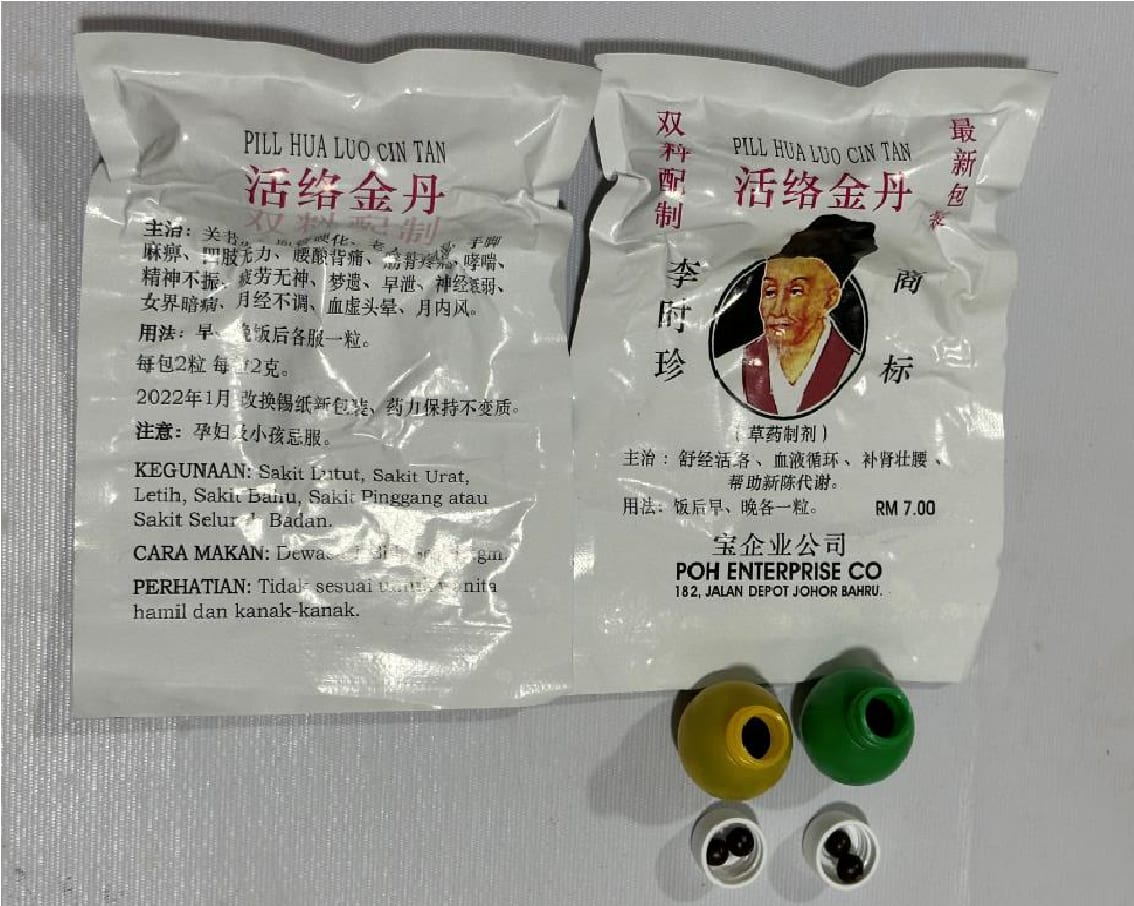 PILL HUA LUO CIN TAN
活络金丹
双料配制
主治:
手脚
麻痹、四肢无力、腰酸背痛、筋骨疼痛、哮喘、
精神不振、疲劳无神、梦遗、早泄、神经衰弱、
女界暗病、月经不调、血虚头晕、月内风。
用法:早、晚饭后各服一粒。
每包2粒 每 2克。
2022年1月改换锡纸新包装、药力保持不变质。
注意:孕妇及小孩忌服。
KEGUNAAN: Sakit Lutut, Sakit Urat,
Letih, Sakit Bahu, Sakit Pinggang atau
Sakit Seluruh Badan.
CARA MAKAN:
PERHATIAN: Tidak sesuai untuk wanita
hamil dan kanak-kanak.
双料配制
最新包装
PILL HUA LUO CIN TAN
活络金丹
李时珍
商标
(草药制剂)
主治:舒经活络、血液循环、补肾壮腰、
帮助新陈代谢。
用法:饭后早、晚各一粒。 RM 7.00
宝企业公司
POH ENTERPRISE CO
182, JALAN DEPOT JOHOR BAHRU.